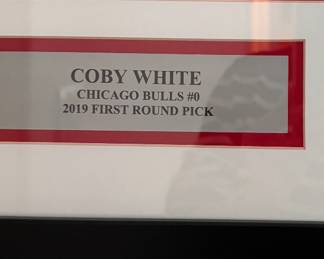 COBY WHITE
CHICAGO BULLS #0
2019 FIRST ROUND PICK